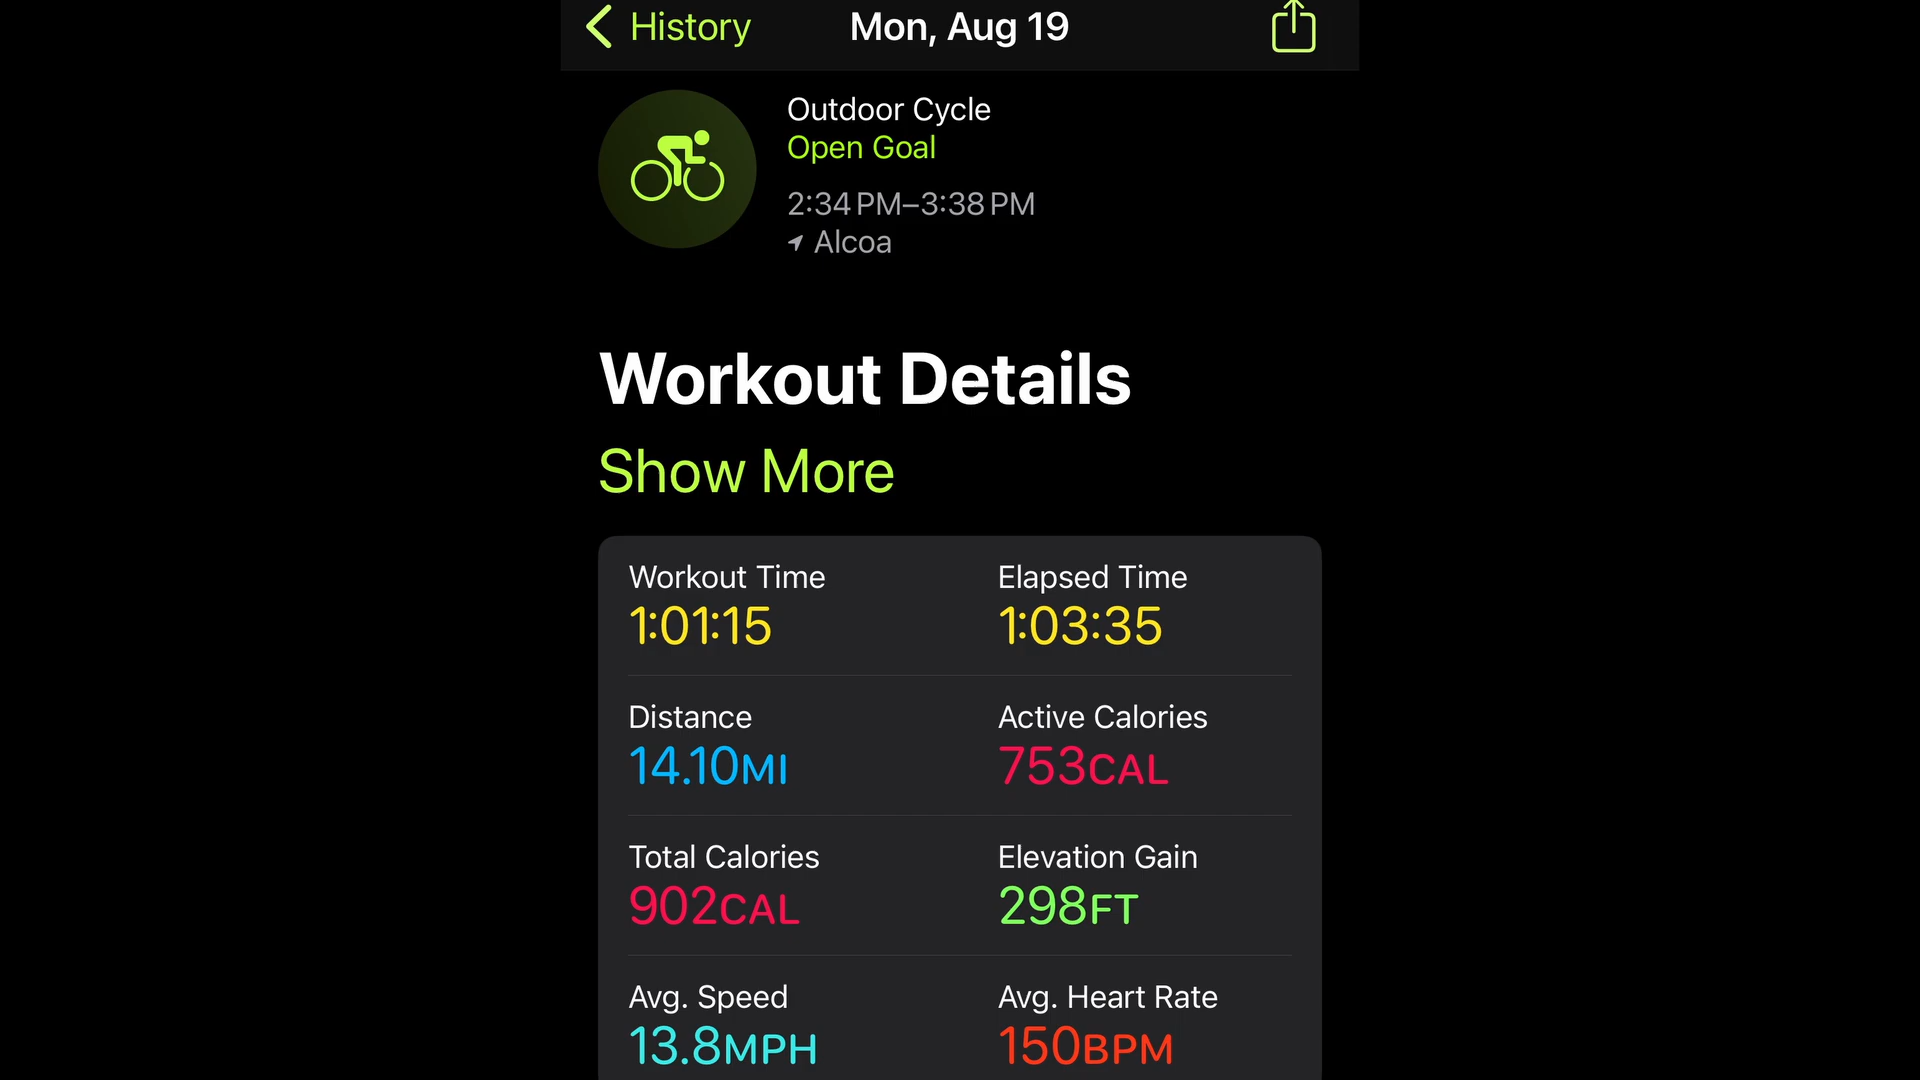 History
Mon, Aug 19
Outdoor Cycle
Open Goal
2:34 PM–3:38 PM
Alcoa
Workout Details
Show More
Workout Time
Elapsed Time
1:01:15
1:03:35
Distance
Active Calories
14.10MI
753CAL
Total Calories
Elevation Gain
902CAL
298FT
Avg. Speed
Avg. Heart Rate
13.8MPH
150BPM